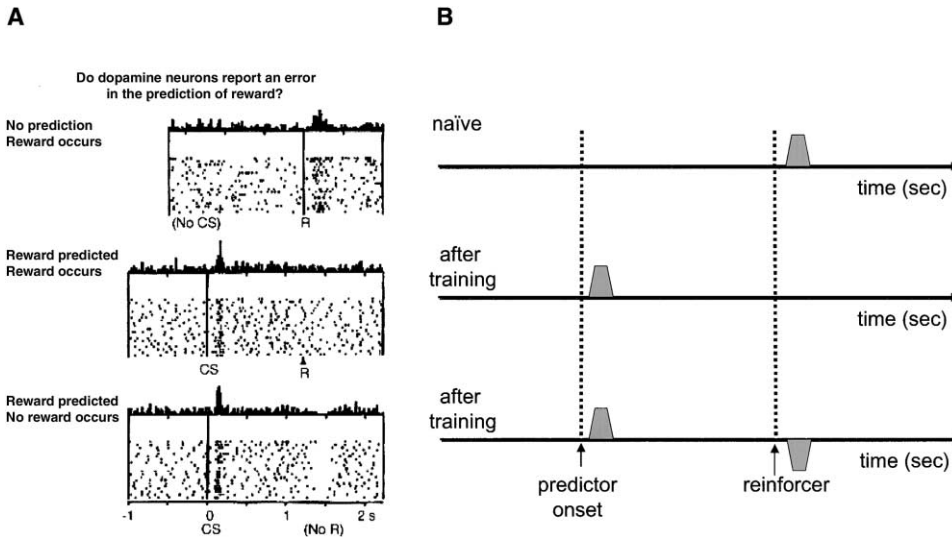 A
Do dopamine neurons report an error
in the prediction of reward?
No prediction
Reward occurs
(No CS)
R
Reward predicted
Reward occurs
CS
R
Reward predicted
No reward occurs
-1
0
1
2 s
CS
(No R)
B
naïve
time (sec)
after
training
time (sec)
after
training
time (sec)
predictor
onset
reinforcer